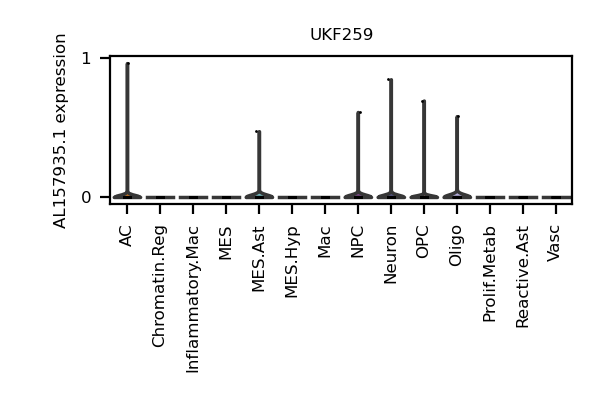 UKF259
AL157935.1 expression
1
0
AC
Chromatin.Reg
Inflammatory.Mac
MES
MES.Ast
MES.Hyp
Mac
NPC
Neuron
OPC
Oligo
Prolif.Metab
Reactive.Ast
Vasc